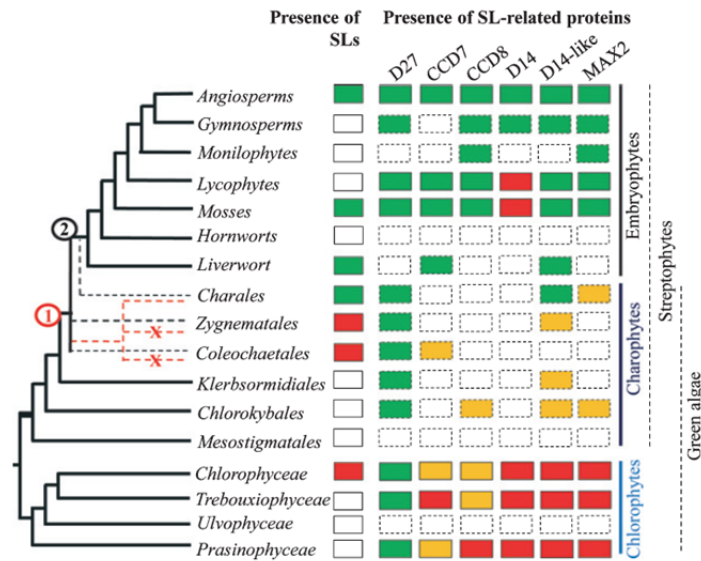 Presence of SLs
Presence of SL-related proteins
D27
CCD7
CCD8
D14
D14-like
MAX2
Angiosperms
Gymnosperms
Monilophytes
Lycophytes
Mosses
Hornworts
Liverwort
Charales
Zygnematales
Coleochaetales
Klerbsormidiales
Chlorokybales
Mesostigmatales
Chlorophyceae
Trebouxiophyceae
Ulvophyceae
Prasinophyceae
2
1
X
X
Embryophytes
Charophytes
Chlorophytes
Streptophytes
Green algae